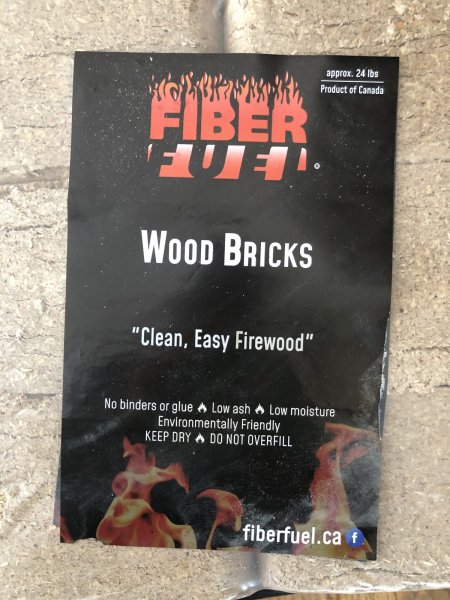 approx. 24 lbs
Product of Canada
FIBER
FUEL®
WOOD BRICKS
"Clean, Easy Firewood"
No binders or glue Low ash Low moisture
Environmentally Friendly
KEEP DRY DO NOT OVERFILL
fiberfuel.ca f